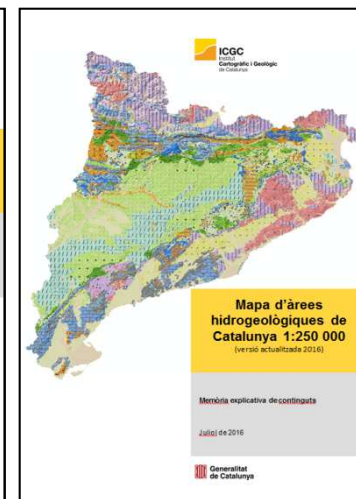 ICGC
Institut
Cartogràfic i Geològic
de Catalunya
Mapa d'àrees
hidrogeològiques de
Catalunya 1:250 000
(versió actualitzada 2016)
Memòria explicativa de continguts
Juliol de 2016
Generalitat
de Catalunya